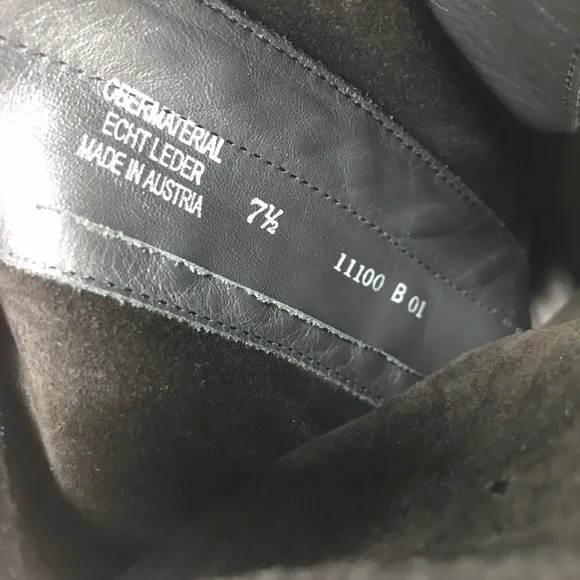 OBERMATERIAL
ECHT LEDER
MADE IN AUSTRIA
7½
11100 B 01